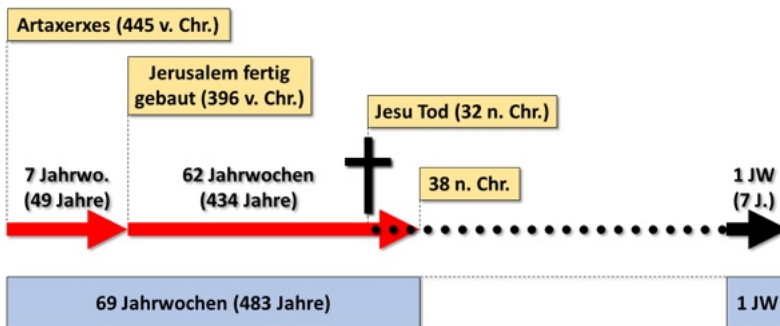 Artaxerxes (445 v. Chr.)
Jerusalem fertig
gebaut (396 v. Chr.)
Jesu Tod (32 n. Chr.)
7 Jahrwo.
(49 Jahre)
62 Jahrwochen
(434 Jahre)
38 n. Chr.
1 JW
(7 J.)
69 Jahrwochen (483 Jahre)
1 JW